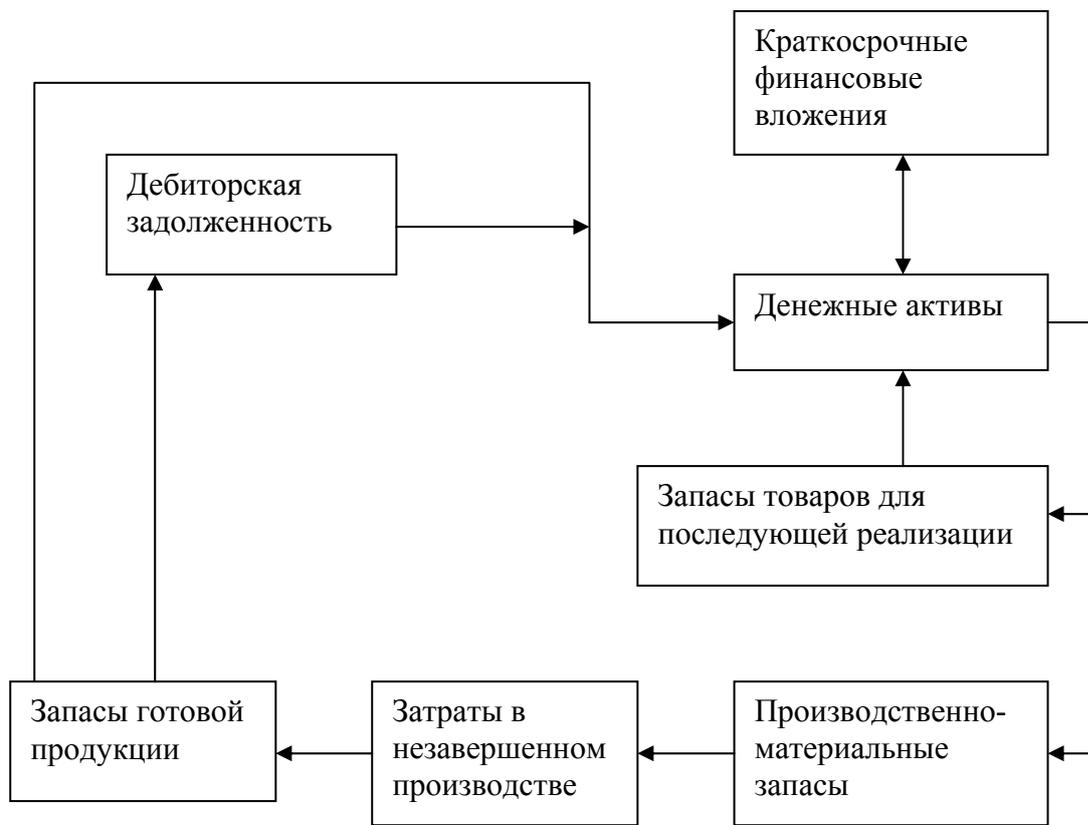 Краткосрочные
финансовые
вложения
Дебиторская
задолженность
Денежные активы
Запасы товаров для
последующей реализации
Запасы готовой
продукции
Затраты в
незавершенном
производстве
Производственно-
материальные
запасы